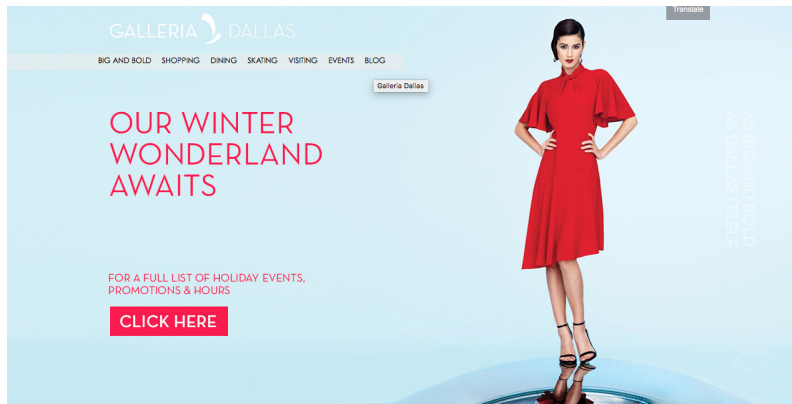 Translate
GALLERIA DALLAS
BIG AND BOLD SHOPPING DINING SKATING VISITING EVENTS BLOG
Galleria Dallas
OUR WINTER
WONDERLAND
AWAITS
AS BIG AND BOLD
AS DALLAS ITSELF
FOR A FULL LIST OF HOLIDAY EVENTS,
PROMOTIONS & HOURS
CLICK HERE